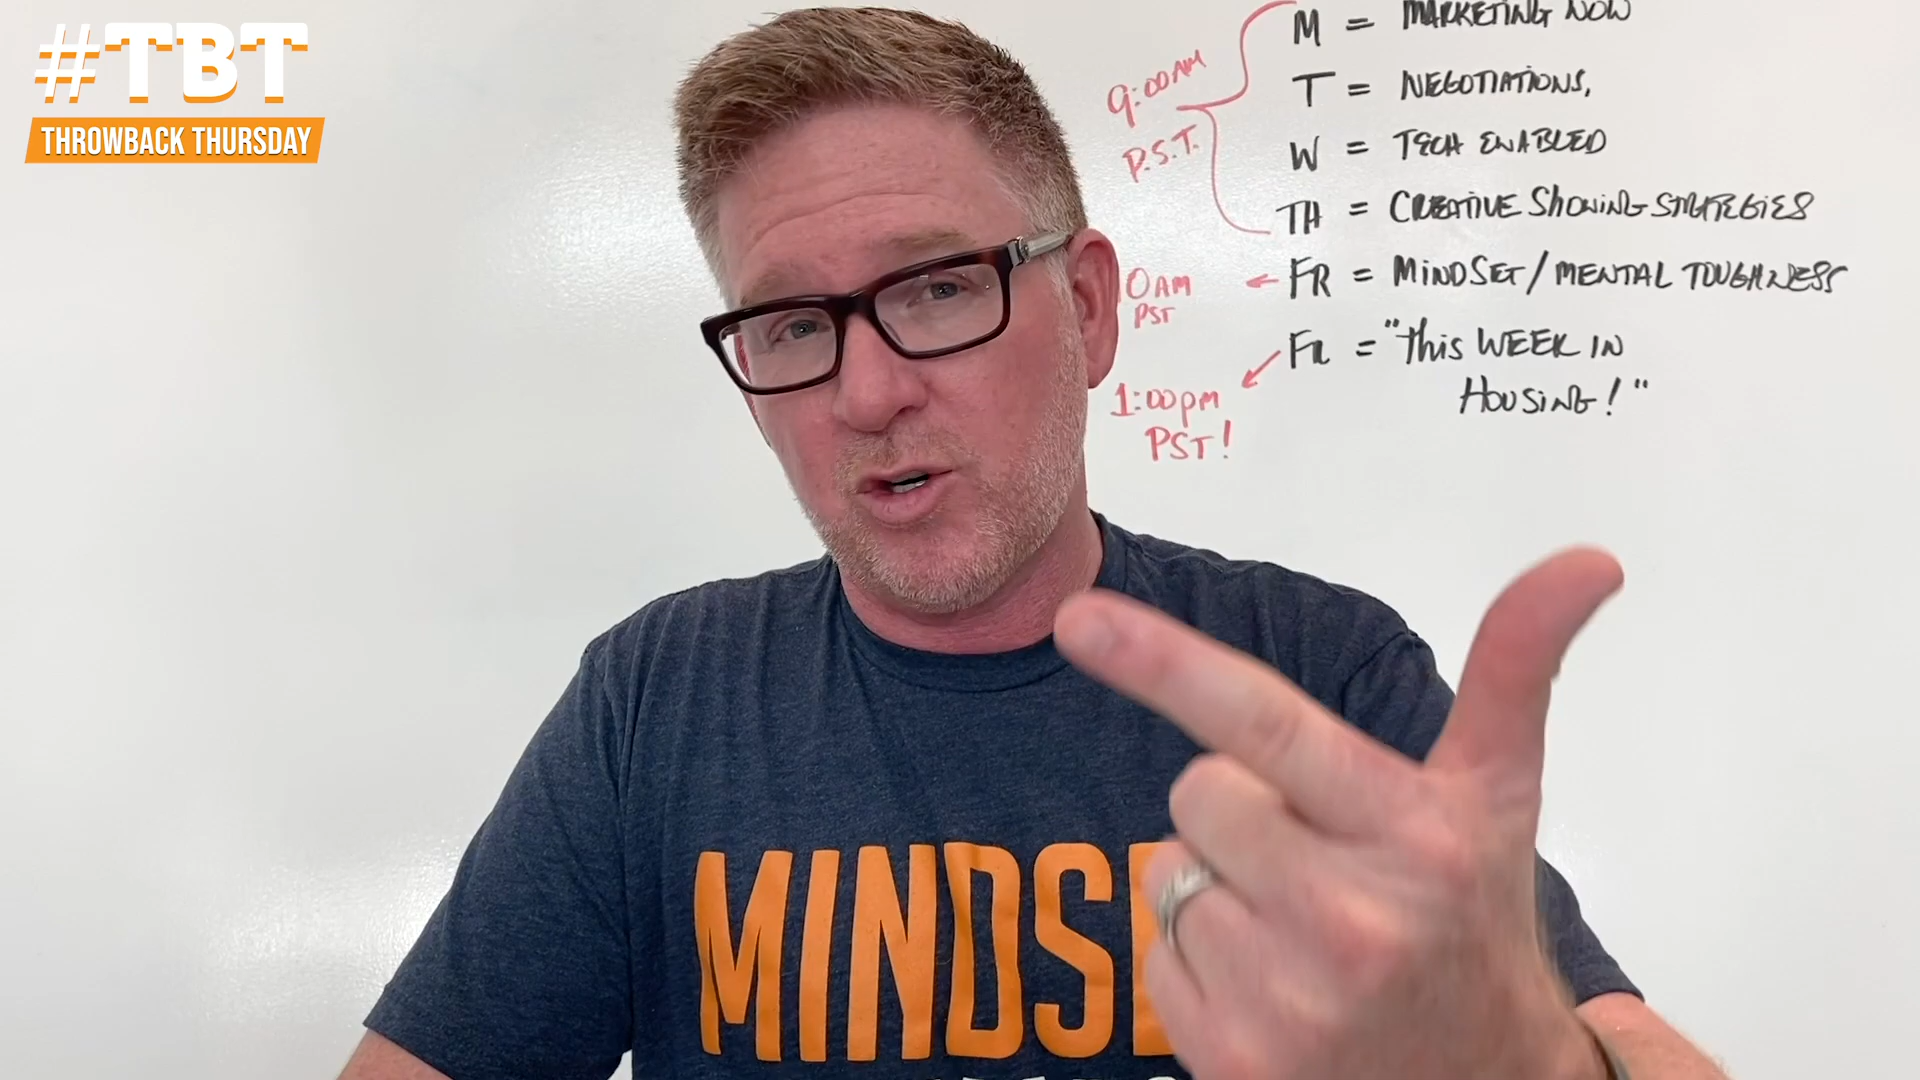 #TBT
THROWBACK THURSDAY
M = MARKETING NOW
T = NEGOTIATIONS,
W = TECH ENABLED
TH = CREATIVE SHOWING STRATEGIES
FR = MINDSET / MENTAL TOUGHNESS
FR = "THIS WEEK IN
HOUSING!"
9:00AM
P.S.T.
0AM
PST
1:00pm
PST!
MINDSE